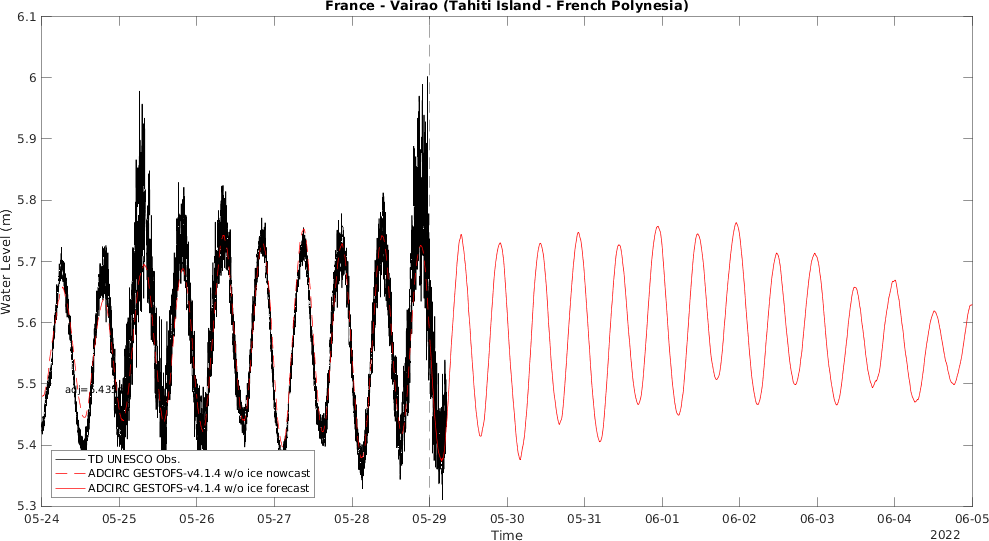 France - Vairao (Tahiti Island - French Polynesia)
6.1
6
5.9
5.8
5.7
5.6
5.5
5.4
5.3
Water Level (m)
TD UNESCO Obs.
ADCIRC GESTOFS-v4.1.4 w/o ice nowcast
ADCIRC GESTOFS-v4.1.4 w/o ice forecast
05-24 05-25 05-26 05-27 05-28 05-29 05-30 05-31 06-01 06-02 06-03 06-04 06-05
Time
2022